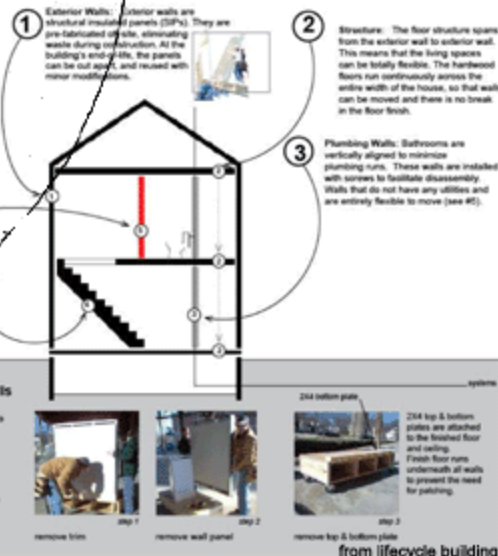 1
Exterior Walls: Exterior walls are
structural insulated panels (SIPs). They are
pre-fabricated off-site, eliminating
waste during construction. At the
building's end-of-life, the panels
can be cut apart, and reused with
minor modifications.
2
Structure: The floor structure spans
from the exterior wall to exterior wall.
This means that the living spaces
can be totally flexible. The hardwood
floors run continuously across the
entire width of the house, so that wall
can be moved and there is no break
in the floor finish.
3
Plumbing Walls: Bathrooms are
vertically aligned to minimize
plumbing runs. These walls are installed
with screws to facilitate disassembly.
Walls that do not have any utilities and
are entirely flexible to move (see #5).
2
1
5
2
3
systems
lls
2X4 bottom plate
2X4 top & bottom
plates are attached
to the finished floor
and ceiling.
Finish floor runs
underneath all walls
to prevent the need
for patching.
step 1
step 2
step 3
remove trim
remove wall panel
remove top & bottom plate
from lifecycle building